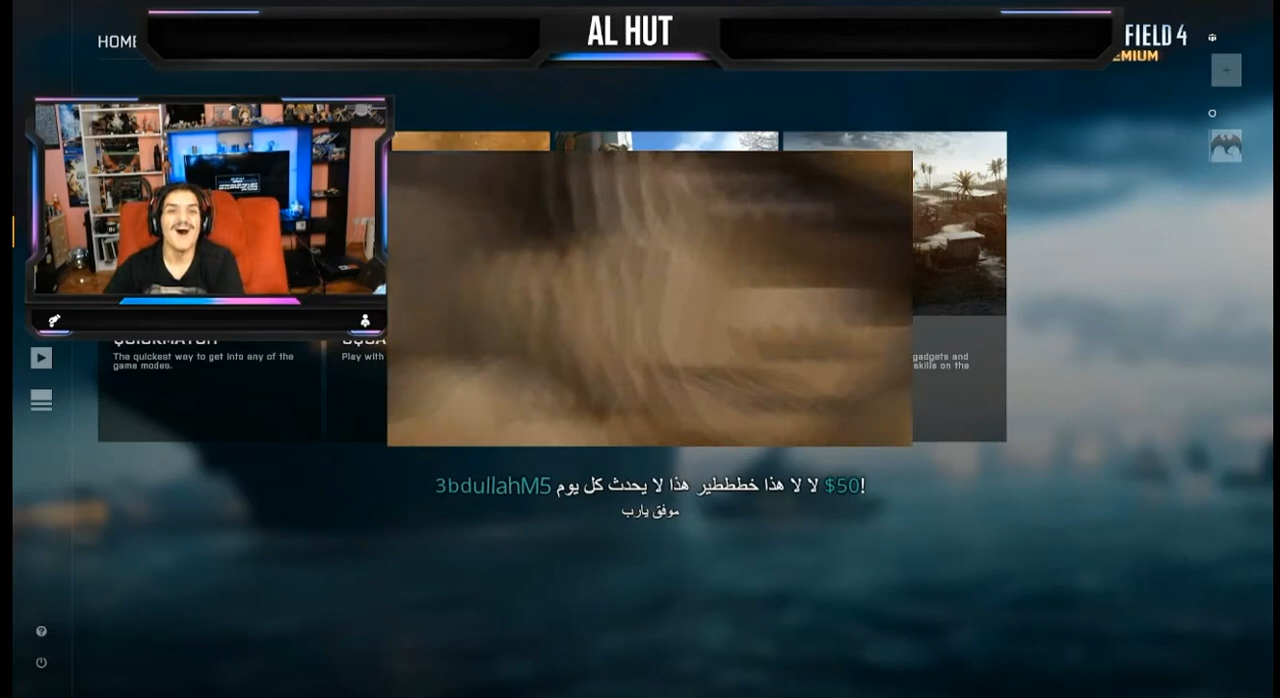 AL HUT
HOME
FIELD 4
EMIUM
QUICKMATCH
The quickest way to get into any of the
game modes.
Play with
gadgets and
skills on the
3bdullahM5 لا لا هذا خطططير هذا لا يحدث كل يوم $50!
موفق يارب